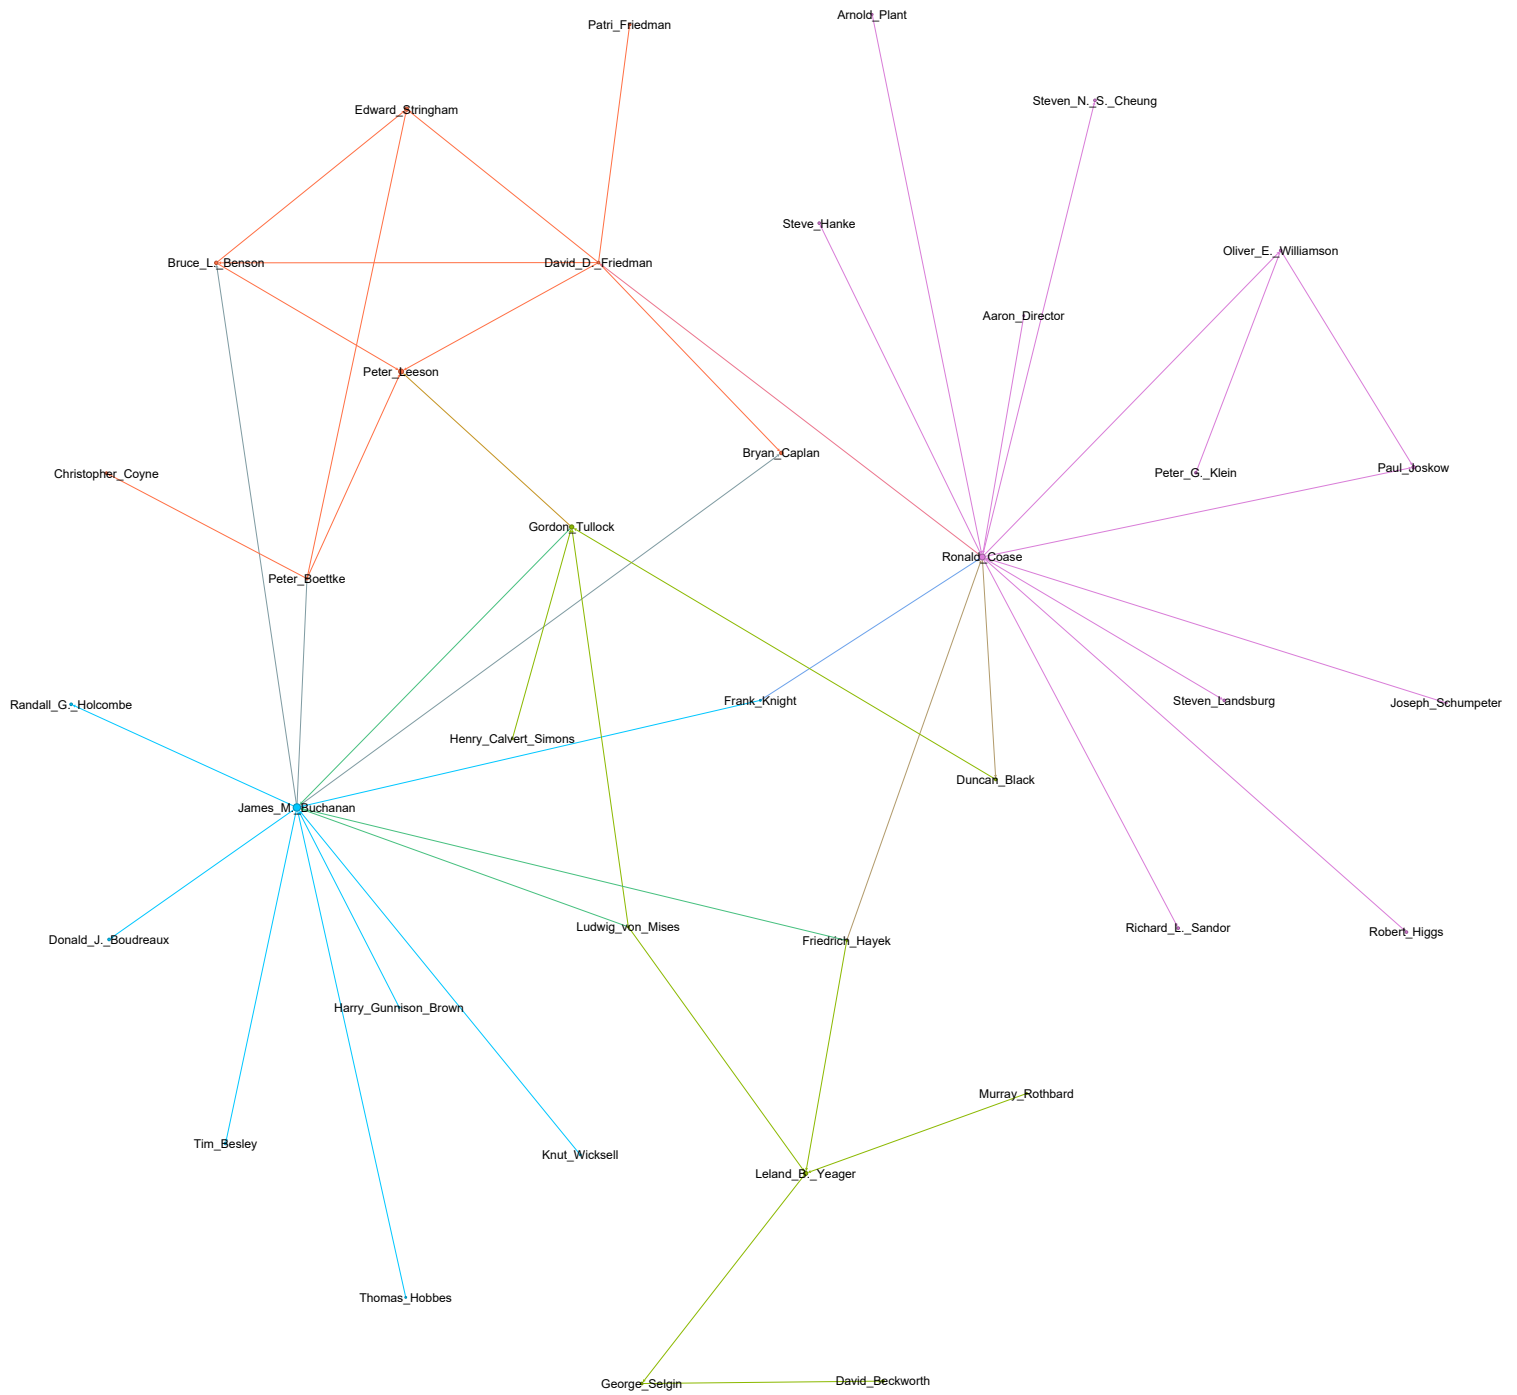 Arnold_Plant
Patri_Friedman
Steven_N._S._Cheung
Edward_Stringham
Steve_Hanke
Oliver_E._Williamson
Bruce_L._Benson
David_D._Friedman
Aaron_Director
Peter_Leeson
Bryan_Caplan
Paul_Joskow
Christopher_Coyne
Peter_G._Klein
Gordon_Tullock
Ronald_Coase
Peter_Boettke
Frank_Knight
Steven_Landsburg
Joseph_Schumpeter
Randall_G._Holcombe
Henry_Calvert_Simons
Duncan_Black
James_M._Buchanan
Ludwig_von_Mises
Richard_L._Sandor
Robert_Higgs
Donald_J._Boudreaux
Friedrich_Hayek
Harry_Gunnison_Brown
Murray_Rothbard
Tim_Besley
Knut_Wicksell
Leland_B._Yeager
Thomas_Hobbes
David_Beckworth
George_Selgin